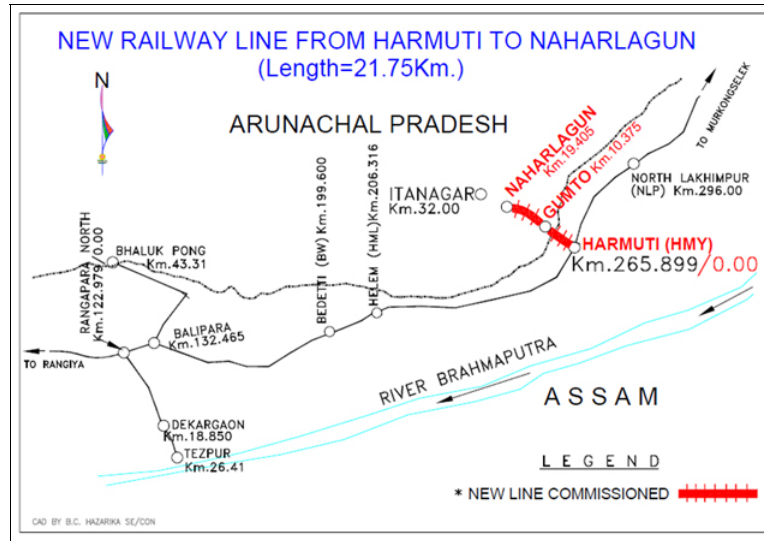 NEW RAILWAY LINE FROM HARMUTI TO NAHARLAGUN
(Length=21.75Km.)
N
ARUNACHAL PRADESH
TO MURKONGSELEK
NAHARLAGUN
Km.19.405
GUMTO Km.10.375
ITANAGAR
Km.32.00
NORTH LAKHIMPUR
(NLP) Km.296.00
HARMUTI (HMY)
Km.265.899/0.00
RANGAPARA NORTH
Km.122.979/0.00
BHALUK PONG
Km.43.31
BEDETTI (BW) Km.199.600
HELEM (HML)Km.206.316
BALIPARA
Km.132.465
TO RANGIYA
RIVER BRAHMAPUTRA
ASSAM
DEKARGAON
Km.18.850
TEZPUR
Km.26.41
LEGEND
* NEW LINE COMMISSIONED
CAD BY B.C. HAZARIKA SE/CON